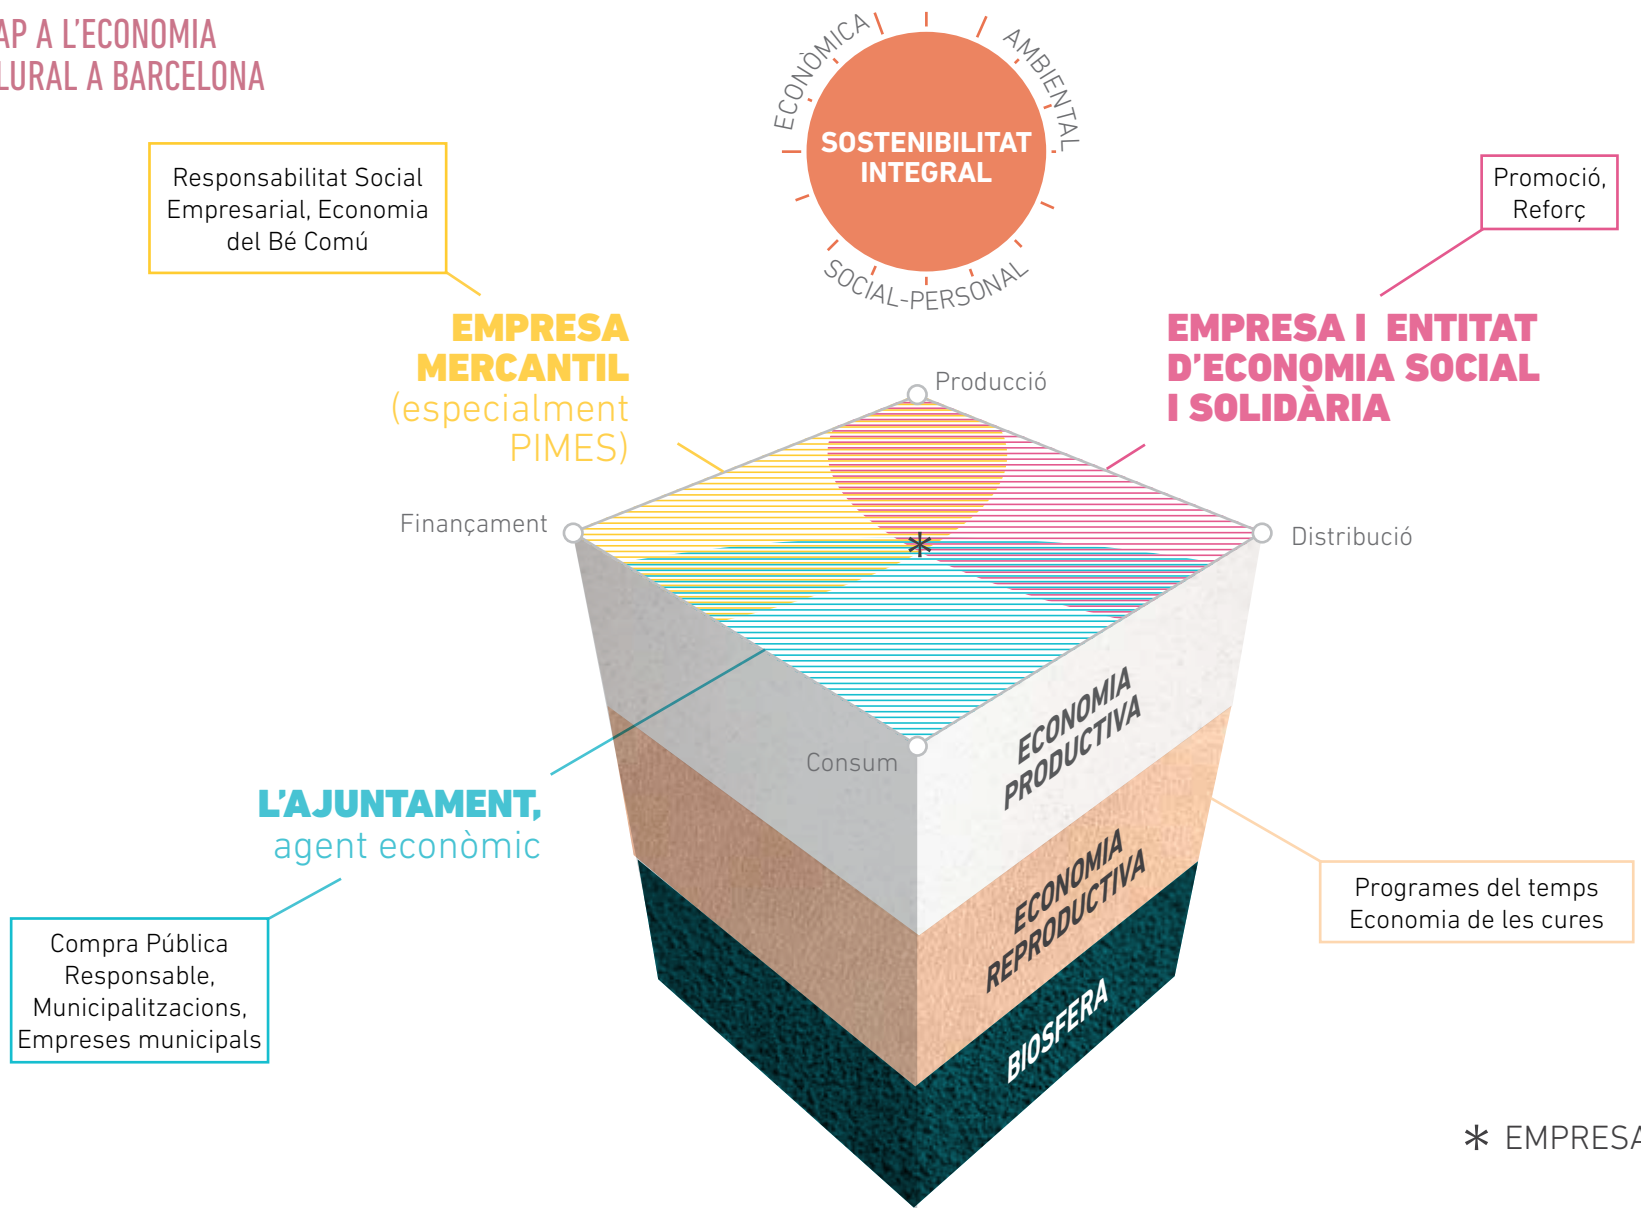 AP A L'ECONOMIA
LURAL A BARCELONA
ECONÒMICA
AMBIENTAL
SOSTENIBILITAT
INTEGRAL
SOCIAL-PERSONAL
Responsabilitat Social
Empresarial, Economia
del Bé Comú
Promoció,
Reforç
EMPRESA
MERCANTIL
(especialment
PIMES)
EMPRESA I ENTITAT
D'ECONOMIA SOCIAL
I SOLIDÀRIA
Producció
Finançament
Distribució
*
Consum
ECONOMIA
PRODUCTIVA
L'AJUNTAMENT,
agent econòmic
ECONOMIA
REPRODUCTIVA
Programes del temps
Economia de les cures
Compra Pública
Responsable,
Municipalitzacions,
Empreses municipals
BIOSFERA
* EMPRESA